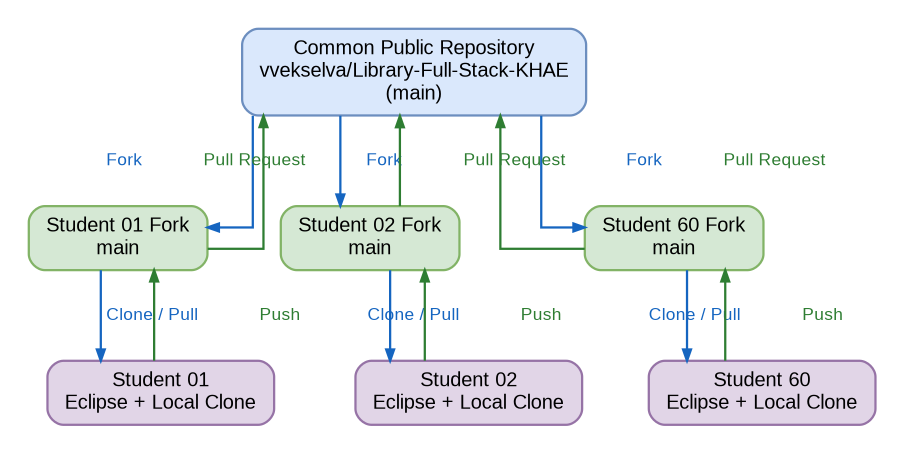 Common Public Repository
vvekselva/Library-Full-Stack-KHAE
(main)
Fork
Pull Request
Fork
Pull Request
Fork
Pull Request
Student 01 Fork
main
Student 02 Fork
main
Student 60 Fork
main
Clone / Pull
Push
Clone / Pull
Push
Clone / Pull
Push
Student 01
Eclipse + Local Clone
Student 02
Eclipse + Local Clone
Student 60
Eclipse + Local Clone